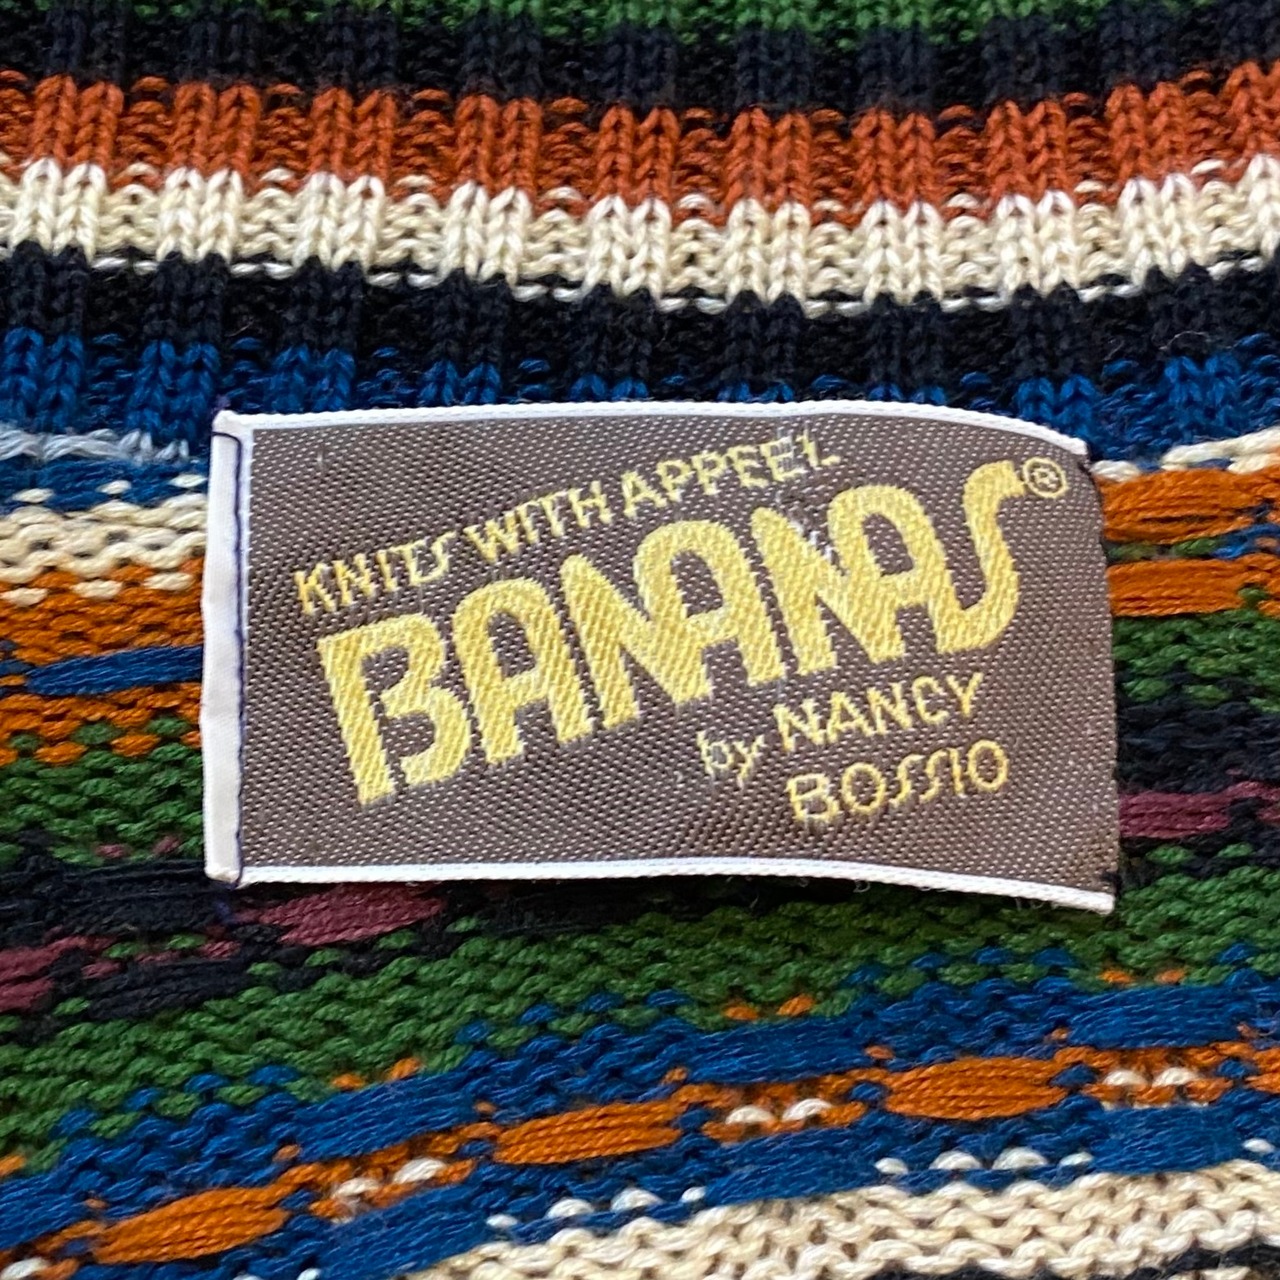 KNITS WITH APPEEL
BANANAS®
by NANCY
BOSSIO